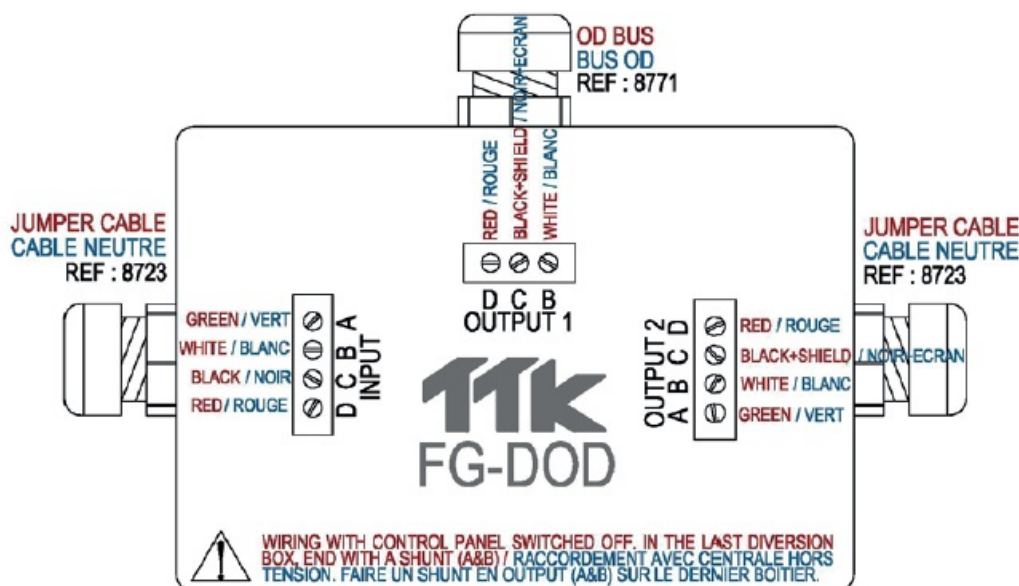 OD BUS
BUS OD
REF : 8771
RED / ROUGE
BLACK+SHIELD / NOIR+ECRAN
WHITE / BLANC
JUMPER CABLE
CABLE NEUTRE
REF : 8723
GREEN / VERT
WHITE / BLANC
BLACK / NOIR
RED / ROUGE
A
B
C
D
INPUT
D C B
OUTPUT 1
TTK
FG-DOD
OUTPUT 2
D
C
B
A
RED / ROUGE
BLACK+SHIELD / NOIR+ECRAN
WHITE / BLANC
GREEN / VERT
JUMPER CABLE
CABLE NEUTRE
REF : 8723
WIRING WITH CONTROL PANEL SWITCHED OFF. IN THE LAST DIVERSION
BOX, END WITH A SHUNT (A&B) / RACCORDEMENT AVEC CENTRALE HORS
TENSION. FAIRE UN SHUNT EN OUTPUT (A&B) SUR LE DERNIER BOITIER.